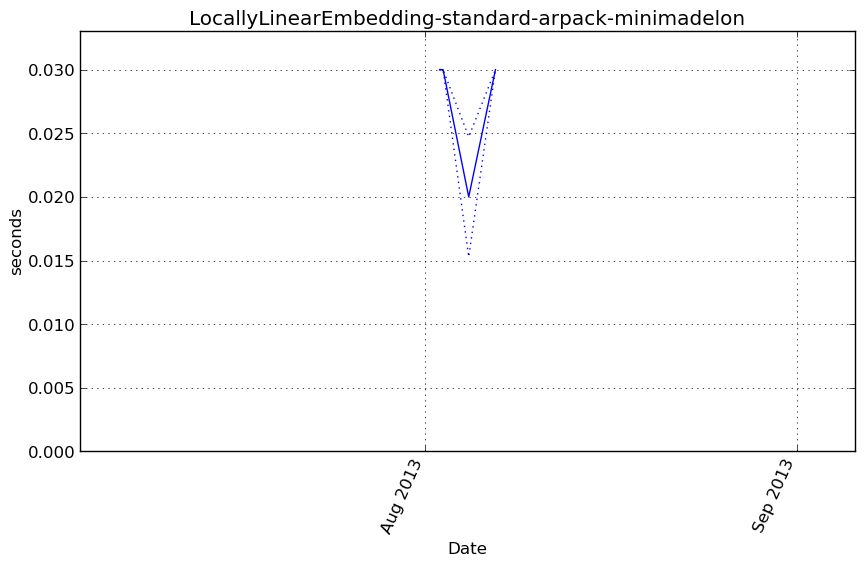 LocallyLinearEmbedding-standard-arpack-minimadelon
0.030
0.025
0.020
0.015
0.010
0.005
0.000
seconds
Aug 2013
Sep 2013
Date